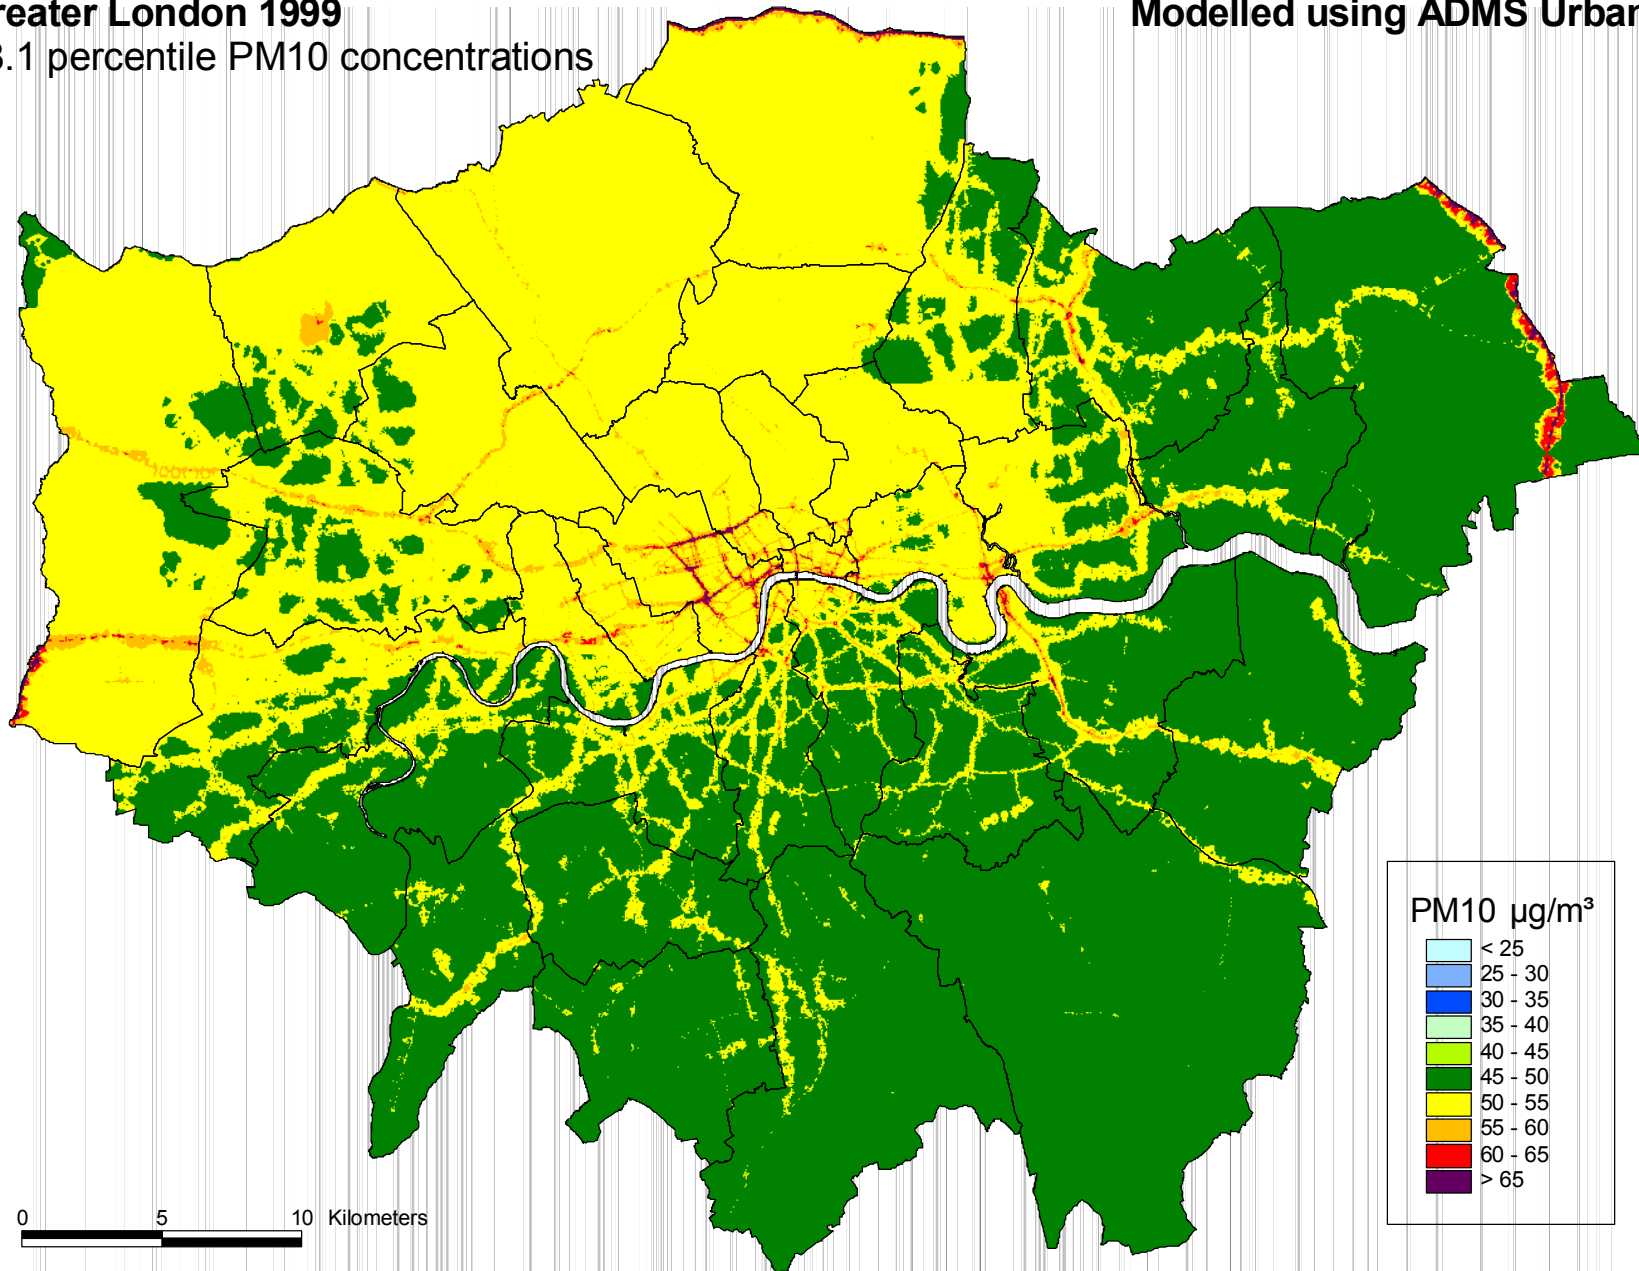 reater London 1999
Modelled using ADMS Urban
.1 percentile PM10 concentrations
PM10 µg/m³
< 25
25 - 30
30 - 35
35 - 40
40 - 45
45 - 50
50 - 55
55 - 60
60 - 65
> 65
0 5 10 Kilometers